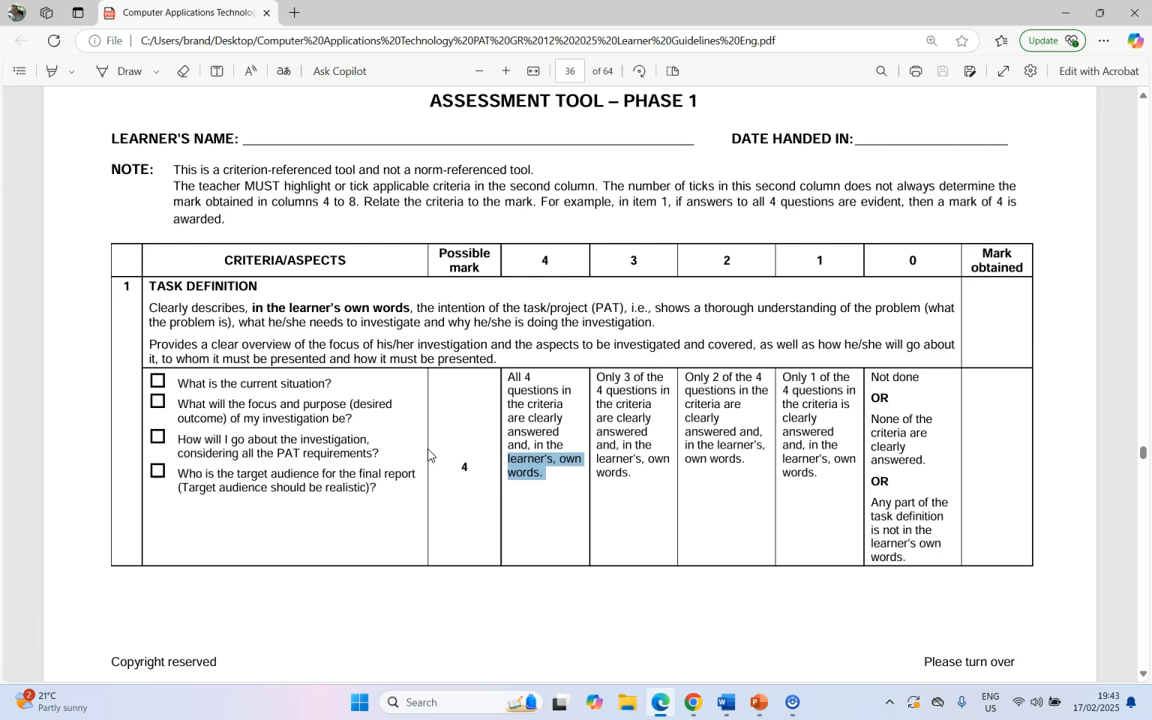 Computer Applications Technolo
File
C:/Users/brand/Desktop/Computer%20Applications%20Technology%20PAT%20GR%2012%202025%20Learner%20Guidelines%20Eng.pdf
Update
Draw
Ask Copilot
36
of 64
Edit with Acrobat
ASSESSMENT TOOL – PHASE 1
LEARNER'S NAME: ____ DATE HANDED IN: ____
NOTE: This is a criterion-referenced tool and not a norm-referenced tool.
The teacher MUST highlight or tick applicable criteria in the second column. The number of ticks in this second column does not always determine the
mark obtained in columns 4 to 8. Relate the criteria to the mark. For example, in item 1, if answers to all 4 questions are evident, then a mark of 4 is
awarded.
CRITERIA/ASPECTS
Possible
mark
4
3
2
1
0
Mark
obtained
1
TASK DEFINITION
Clearly describes, in the learner's own words, the intention of the task/project (PAT), i.e., shows a thorough understanding of the problem (what
the problem is), what he/she needs to investigate and why he/she is doing the investigation.
Provides a clear overview of the focus of his/her investigation and the aspects to be investigated and covered, as well as how he/she will go about
it, to whom it must be presented and how it must be presented.
What is the current situation?
What will the focus and purpose (desired
outcome) of my investigation be?
How will I go about the investigation,
considering all the PAT requirements?
Who is the target audience for the final report
(Target audience should be realistic)?
4
All 4
questions in
the criteria
are clearly
answered
and, in the
learner's, own
words.
Only 3 of the
4 questions in
the criteria
are clearly
answered
and, in the
learner's, own
words.
Only 2 of the 4
questions in the
criteria are
clearly
answered and,
in the learner's,
own words.
Only 1 of the
4 questions in
the criteria is
clearly
answered
and, in the
learner's, own
words.
Not done
OR
None of the
criteria are
clearly
answered.
OR
Any part of the
task definition
is not in the
learner's own
words.
Copyright reserved
Please turn over
2
21°C
Partly sunny
Search
ENG
US
19:43
17/02/2025